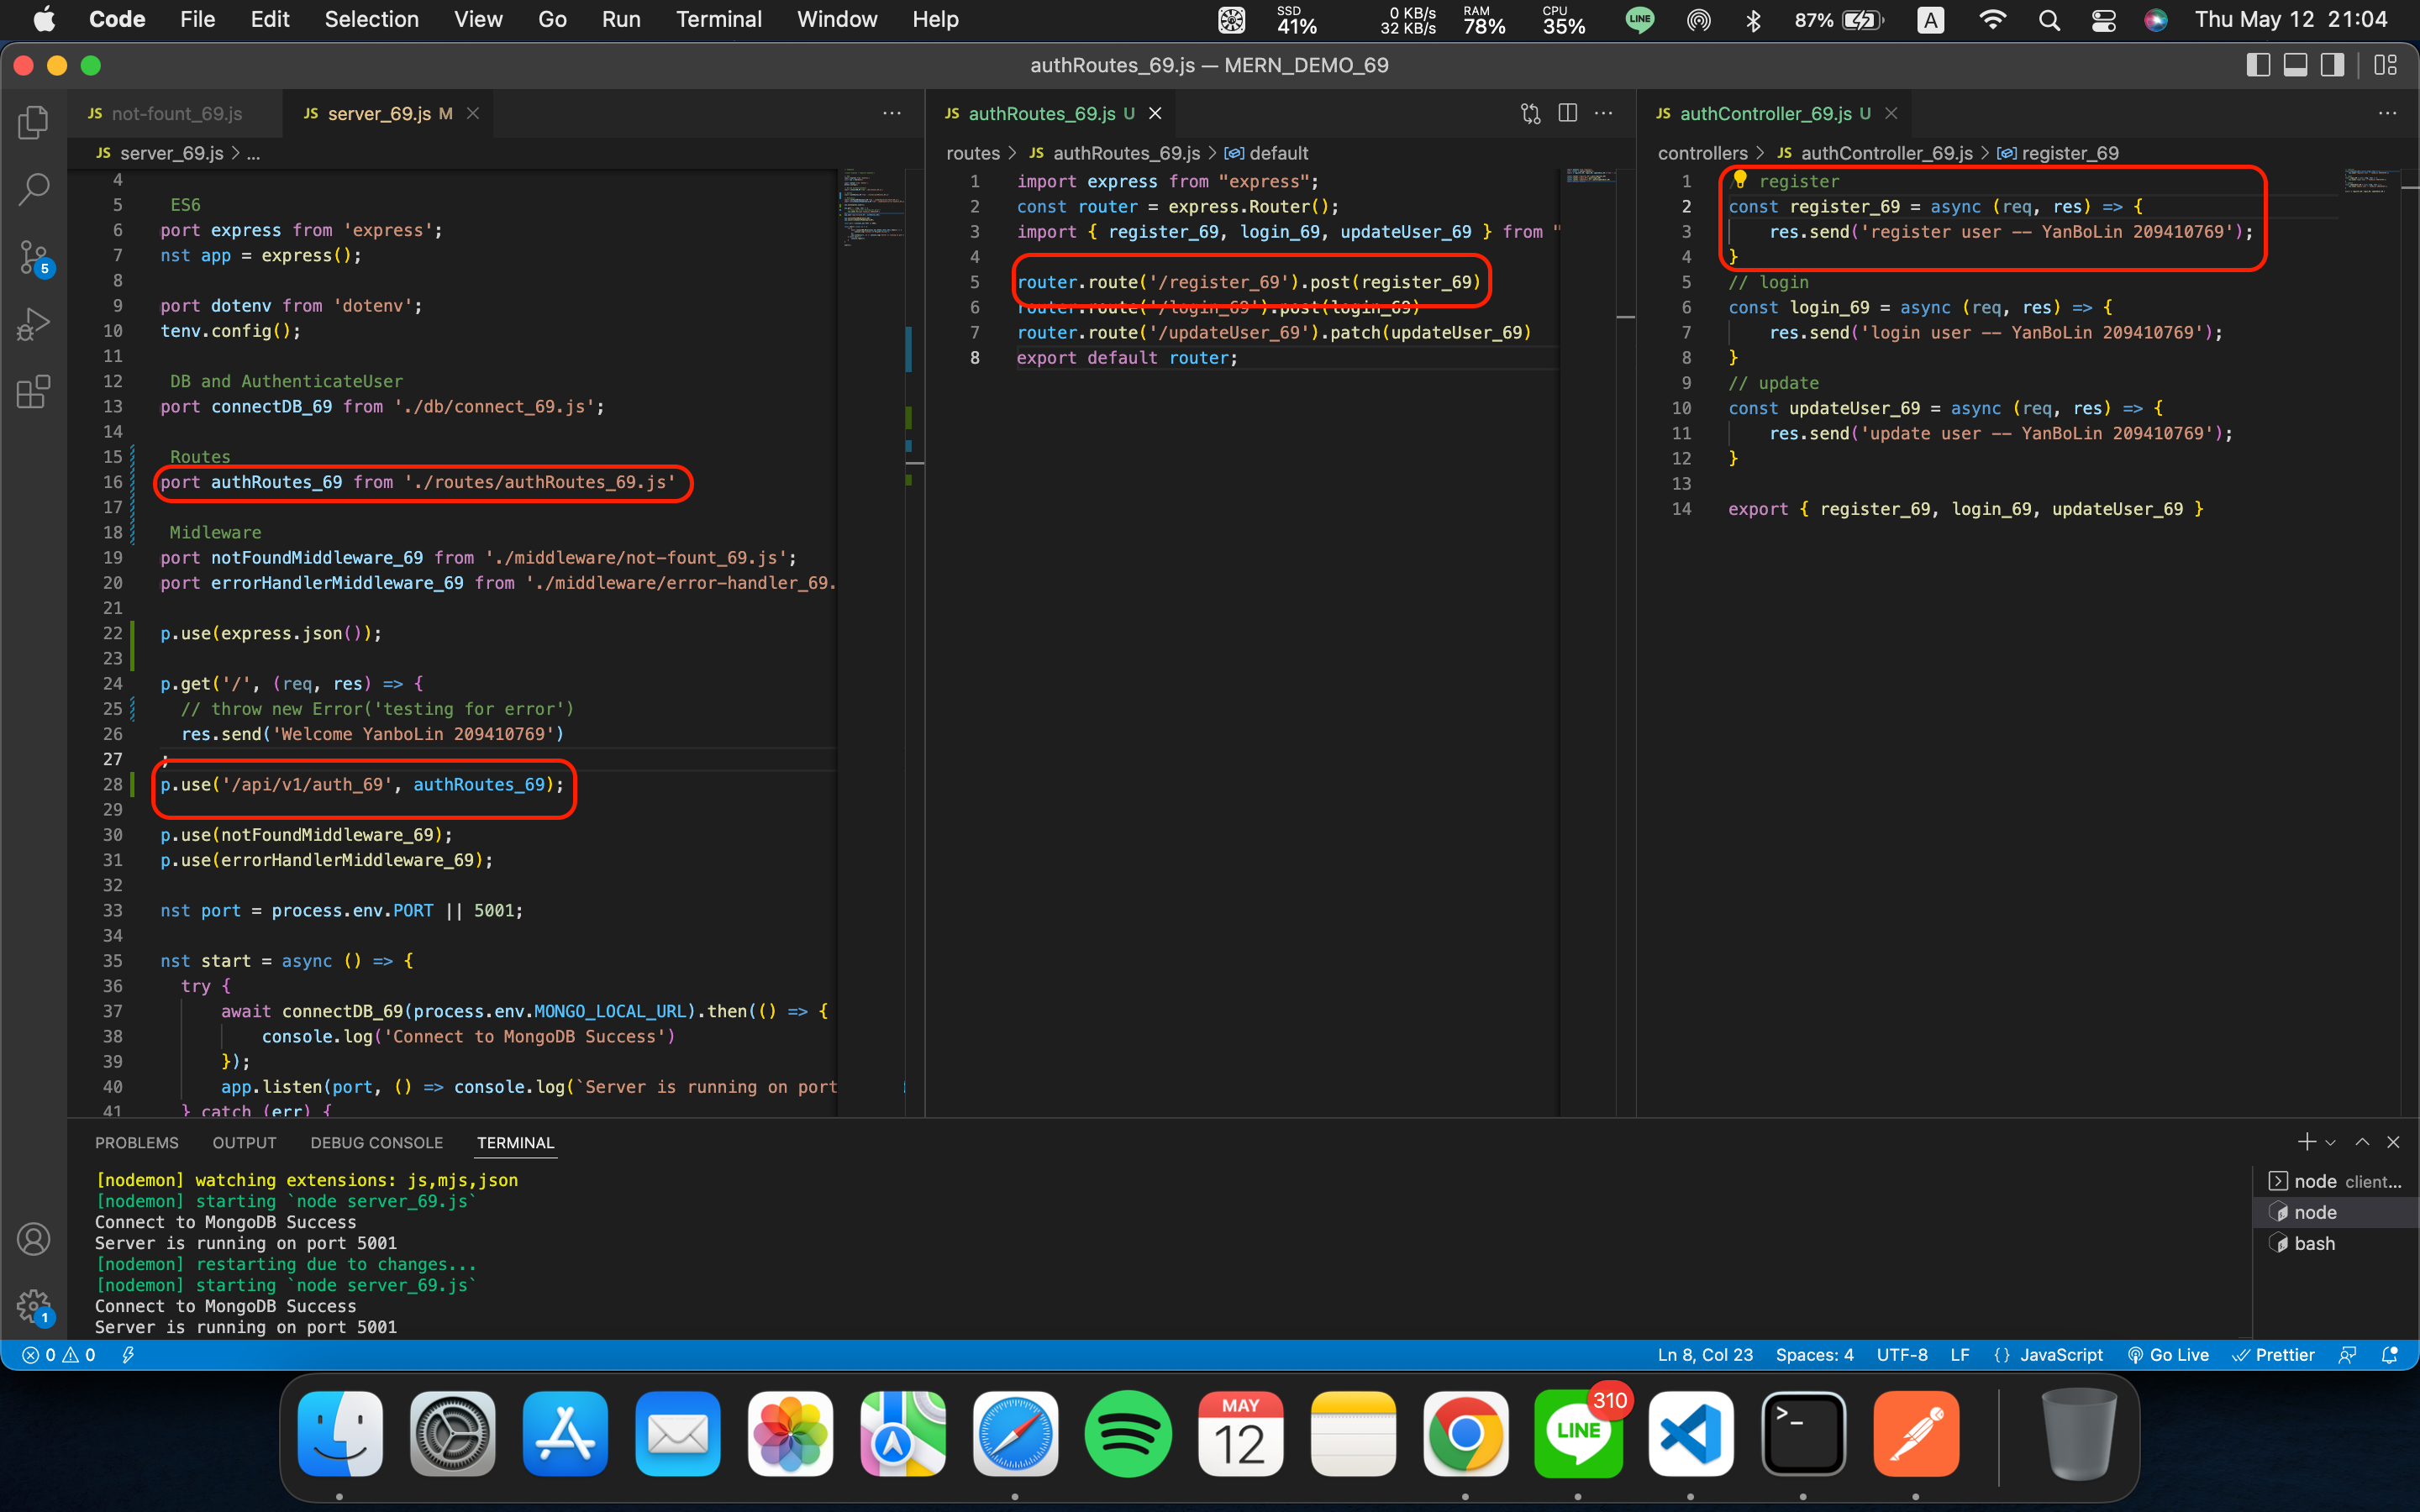 Code File Edit Selection View Go Run Terminal Window Help
SSD 41% 0 KB/s 32 KB/s RAM 78% CPU 35% LINE 87% A Thu May 12 21:04
authRoutes_69.js — MERN_DEMO_69
JS not-fount_69.js JS server_69.js M
JS server_69.js > ...
4
5 ES6
6 port express from 'express';
7 nst app = express();
8
9 port dotenv from 'dotenv';
10 tenv.config();
11
12 DB and AuthenticateUser
13 port connectDB_69 from './db/connect_69.js';
14
15 Routes
16 port authRoutes_69 from './routes/authRoutes_69.js'
17
18 Midleware
19 port notFoundMiddleware_69 from './middleware/not-fount_69.js';
20 port errorHandlerMiddleware_69 from './middleware/error-handler_69.
21
22 p.use(express.json());
23
24 p.get('/', (req, res) => {
25 // throw new Error('testing for error')
26 res.send('Welcome YanboLin 209410769')
27 ;
28 p.use('/api/v1/auth_69', authRoutes_69);
29
30 p.use(notFoundMiddleware_69);
31 p.use(errorHandlerMiddleware_69);
32
33 nst port = process.env.PORT || 5001;
34
35 nst start = async () => {
36 try {
37 await connectDB_69(process.env.MONGO_LOCAL_URL).then(() => {
38 console.log('Connect to MongoDB Success')
39 });
40 app.listen(port, () => console.log(`Server is running on port
41 } catch (err) {
JS authRoutes_69.js U
routes > JS authRoutes_69.js > default
1 import express from "express";
2 const router = express.Router();
3 import { register_69, login_69, updateUser_69 } from "
4
5 router.route('/register_69').post(register_69)
6 router.route('/login_69').post(login_69)
7 router.route('/updateUser_69').patch(updateUser_69)
8 export default router;
JS authController_69.js U
controllers > JS authController_69.js > register_69
1 / register
2 const register_69 = async (req, res) => {
3 res.send('register user -- YanBoLin 209410769');
4 }
5 // login
6 const login_69 = async (req, res) => {
7 res.send('login user -- YanBoLin 209410769');
8 }
9 // update
10 const updateUser_69 = async (req, res) => {
11 res.send('update user -- YanBoLin 209410769');
12 }
13
14 export { register_69, login_69, updateUser_69 }
5
1
PROBLEMS OUTPUT DEBUG CONSOLE TERMINAL
[nodemon] watching extensions: js,mjs,json
[nodemon] starting `node server_69.js`
Connect to MongoDB Success
Server is running on port 5001
[nodemon] restarting due to changes...
[nodemon] starting `node server_69.js`
Connect to MongoDB Success
Server is running on port 5001
node client...
node
bash
0 0 Ln 8, Col 23 Spaces: 4 UTF-8 LF {} JavaScript Go Live Prettier
MAY
12
LINE
310
>_